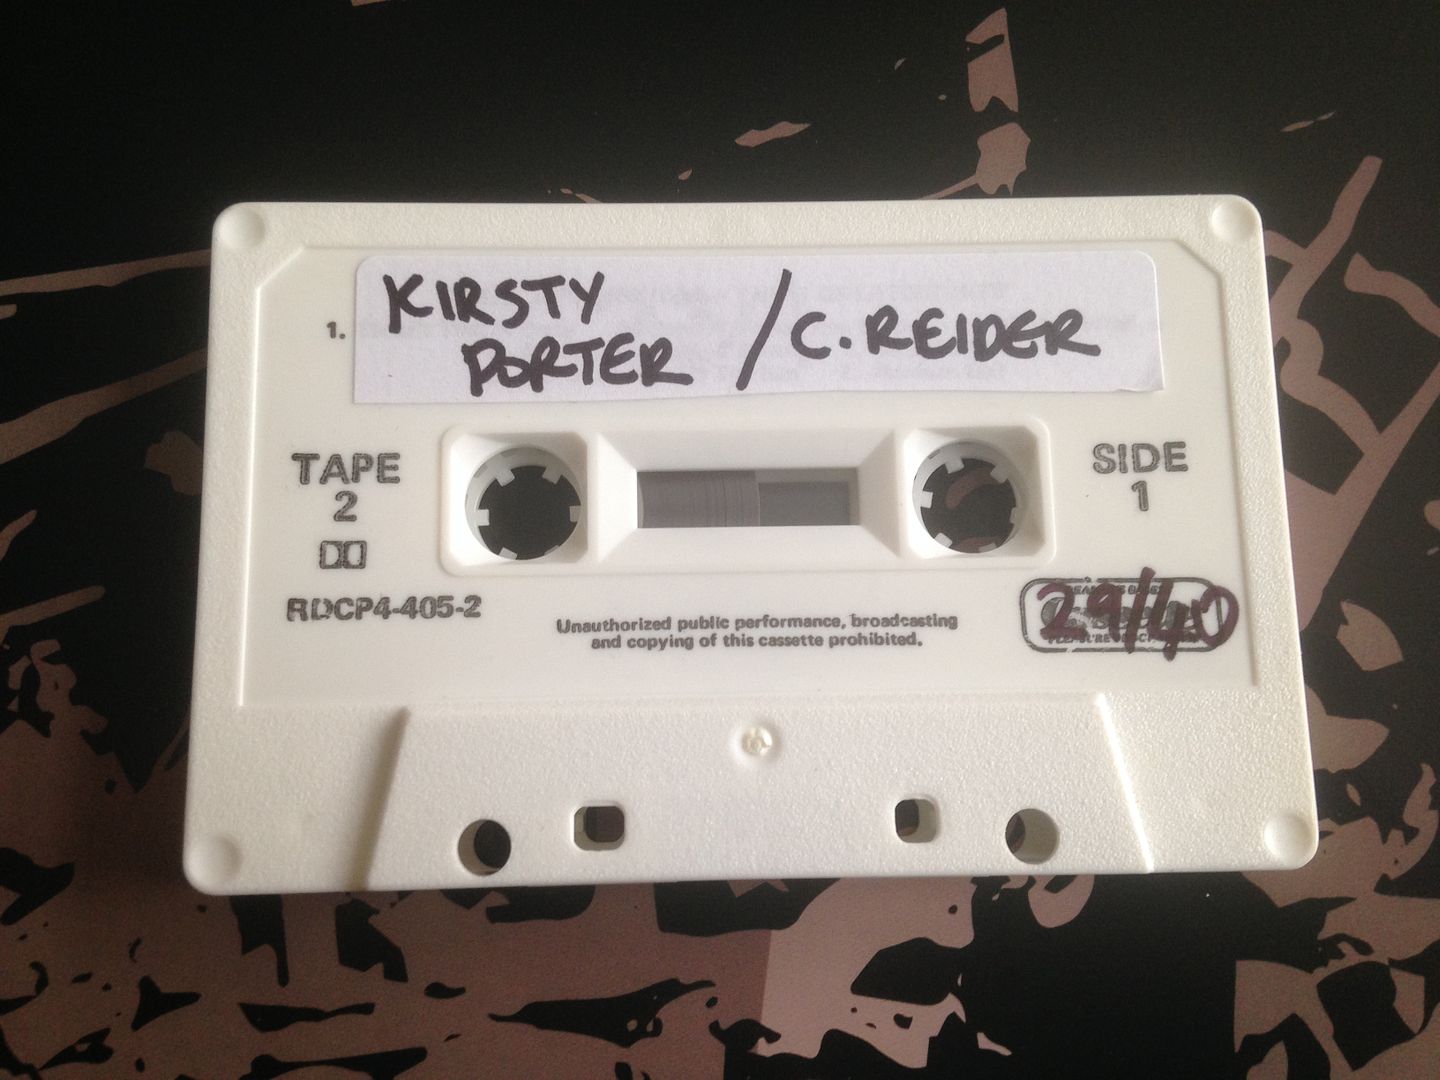 KIRSTY PORTER / C. REIDER
1.
TAPE
2
RDCP4-405-2
SIDE
1
Unauthorized public performance, broadcasting
and copying of this cassette prohibited.
29/40